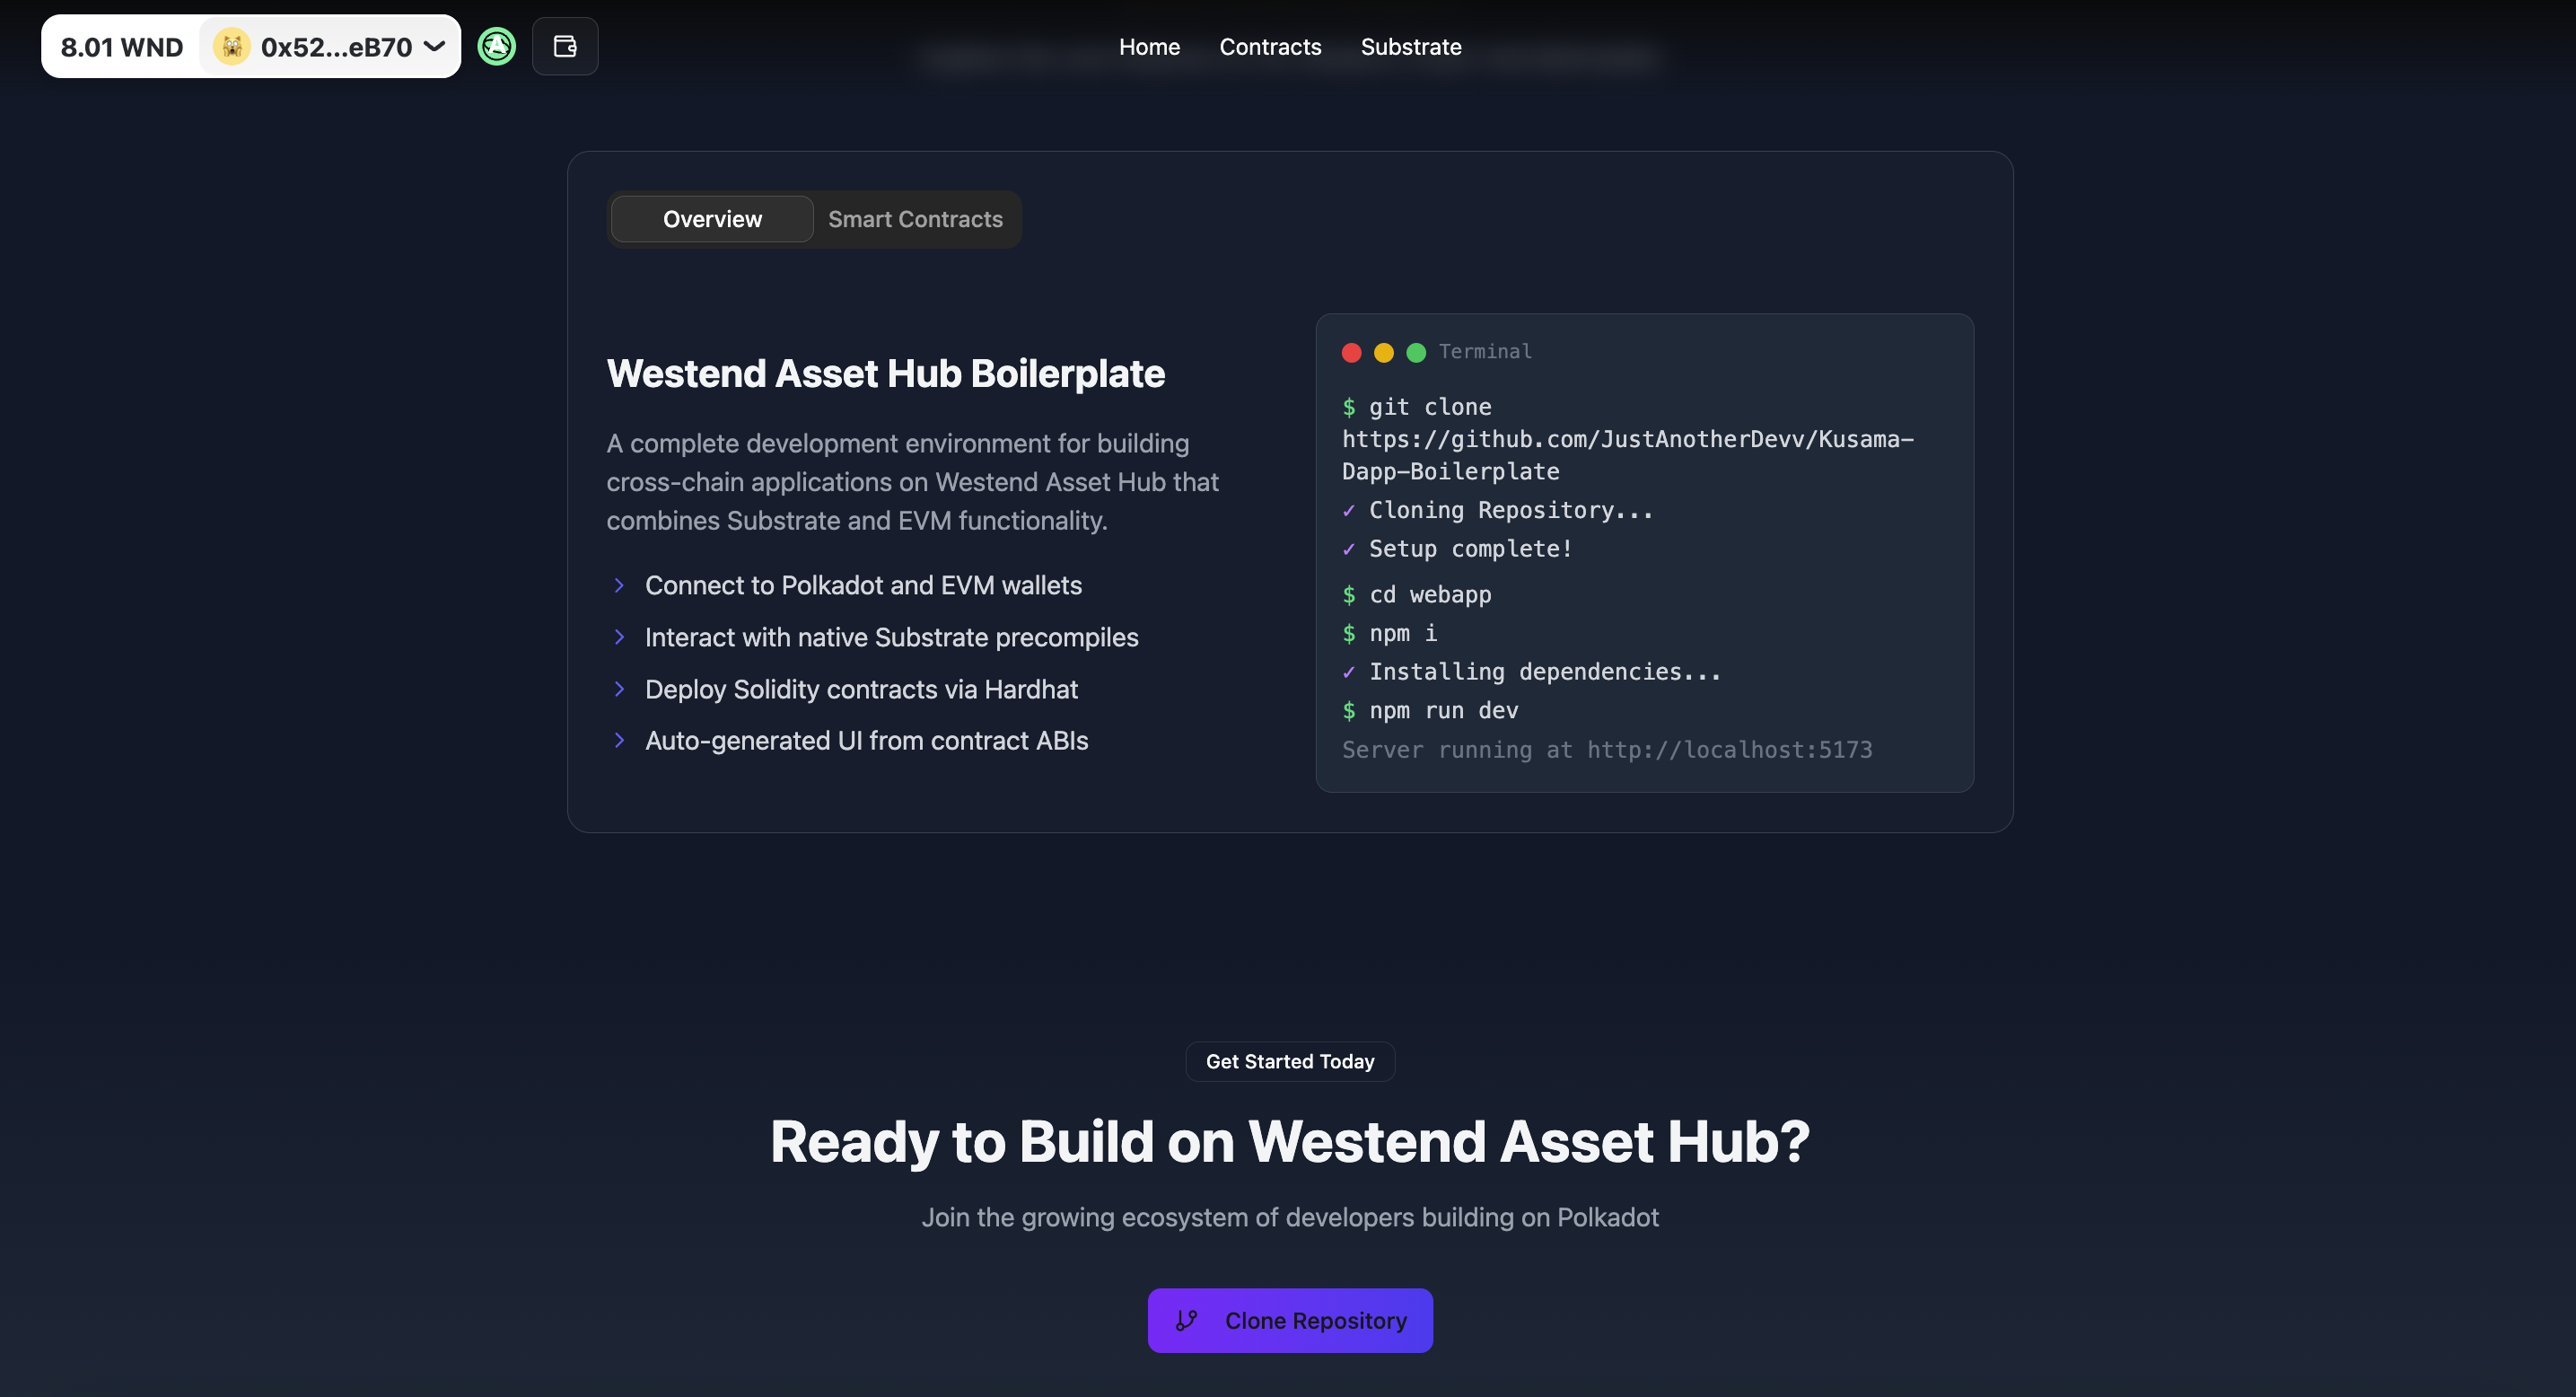 8.01 WND
0x52...eB70
Home
Contracts
Substrate
Overview
Smart Contracts
Westend Asset Hub Boilerplate
A complete development environment for building
cross-chain applications on Westend Asset Hub that
combines Substrate and EVM functionality.
Connect to Polkadot and EVM wallets
Interact with native Substrate precompiles
Deploy Solidity contracts via Hardhat
Auto-generated UI from contract ABIs
Terminal
$ git clone
https://github.com/JustAnotherDevv/Kusama-
Dapp-Boilerplate
✓ Cloning Repository...
✓ Setup complete!
$ cd webapp
$ npm i
✓ Installing dependencies...
$ npm run dev
Server running at http://localhost:5173
Get Started Today
Ready to Build on Westend Asset Hub?
Join the growing ecosystem of developers building on Polkadot
Clone Repository